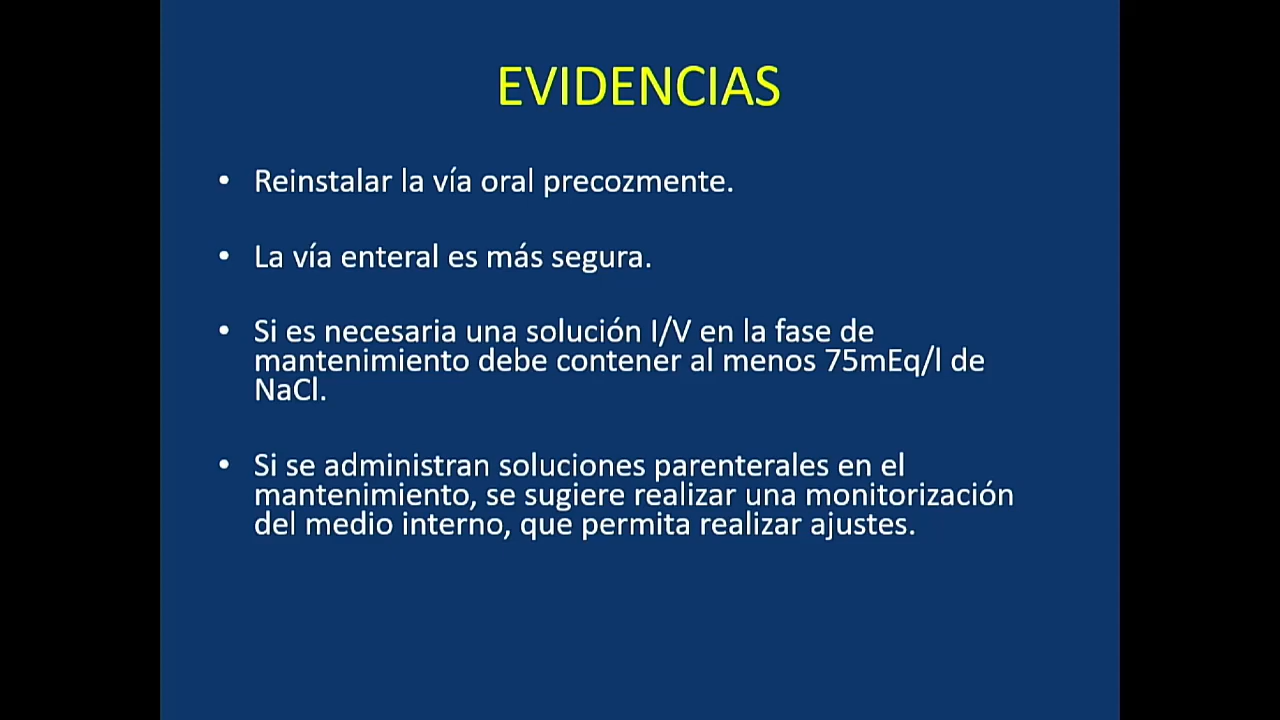 EVIDENCIAS
• Reinstalar la vía oral precozmente.
• La vía enteral es más segura.
• Si es necesaria una solución I/V en la fase de
mantenimiento debe contener al menos 75mEq/l de
NaCl.
• Si se administran soluciones parenterales en el
mantenimiento, se sugiere realizar una monitorización
del medio interno, que permita realizar ajustes.